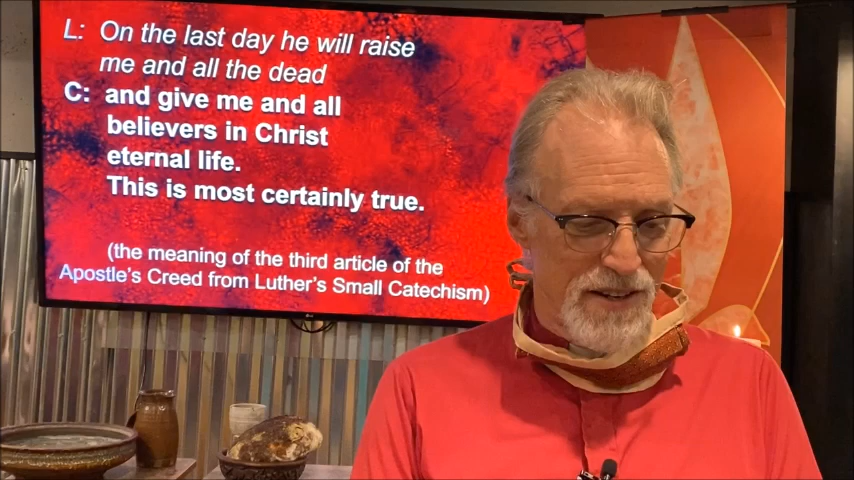 L: On the last day he will raise
me and all the dead
C: and give me and all
believers in Christ
eternal life.
This is most certainly true.
(the meaning of the third article of the
Apostle's Creed from Luther's Small Catechism)
LG